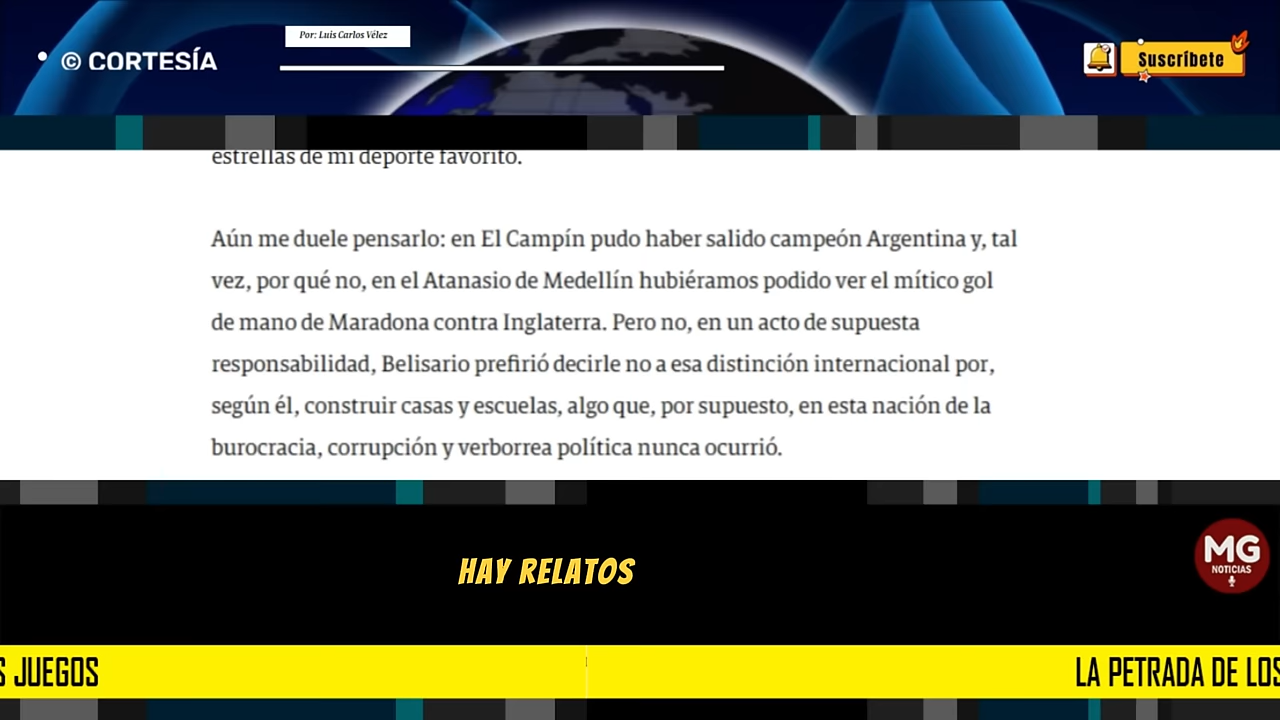 Por: Luis Carlos Vélez
© CORTESÍA
Suscríbete
estrellas de mi deporte favorito.
Aún me duele pensarlo: en El Campín pudo haber salido campeón Argentina y, tal
vez, por qué no, en el Atanasio de Medellín hubiéramos podido ver el mítico gol
de mano de Maradona contra Inglaterra. Pero no, en un acto de supuesta
responsabilidad, Belisario prefirió decirle no a esa distinción internacional por,
según él, construir casas y escuelas, algo que, por supuesto, en esta nación de la
burocracia, corrupción y verborrea política nunca ocurrió.
HAY RELATOS
MG
NOTICIAS
S JUEGOS
LA PETRADA DE LOS